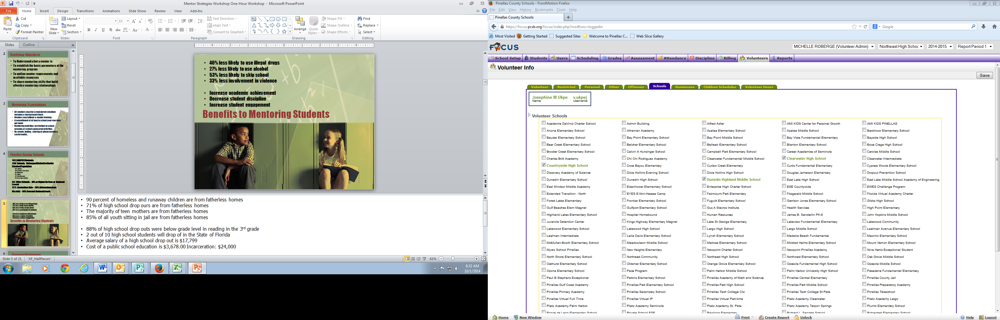 Mentor Strategies Workshop One-Hour Workshop - Microsoft PowerPoint
File Home Insert Design Transitions Animations Slide Show Review View Add-Ins
Paste
Cut
Copy
Format Painter
Clipboard
New Slide
Layout
Reset
Section
Slides
18
Font
Text Direction
Align Text
Convert to SmartArt
Paragraph
Arrange
Quick Styles
Shape Fill
Shape Outline
Shape Effects
Drawing
Find
Replace
Select
Editing
Slides Outline
2
Workshop Objectives
• To Understand what a mentor is
• To establish the basic parameters of the
mentoring program
• To outline mentor requirements and
available resources
• To share mentoring skills that build
effective mentoring relationships
3
Mentoring Expectations
• All mentors must be a registered volunteer,
includes a background check
• Mentors must attend a mentor training
• A commitment of at least a school year one-hour
per week
• Mentoring activities are limited to school
grounds or school sponsored activities
• No emails, texting, sharing of phone numbers,
social media...
4
Pinellas County Schools
5
Benefits to Mentoring Students
6
• 46% less likely to use illegal drugs
• 27% less likely to use alcohol
• 53% less likely to skip school
• 33% less involvement in violence
• Increase academic achievement
• Decrease student discipline
• Increase student engagement
Benefits to Mentoring Students
• 90 percent of homeless and runaway children are from fatherless homes
• 71% of high school drop ours are from fatherless homes
• The majority of teen mothers are from fatherless homes
• 85% of all youth sitting in jail are from fatherless homes
• 88% of high school drop outs were below grade level in reading in the 3rd grade
• 2 out of 10 high school students will drop of in the State of Florida
• Average salary of a high school drop out is $17,799
• Cost of a public school education is $3,678.00 Incarceration: $24,000
Slide 5 of 21 "AF_HallPasses" 61%
8:32 AM
10/1/2014
Pinellas County Schools - FrontMotion Firefox
File Edit View History Bookmarks Tools Help
Pinellas County Schools
https://focus.pcsb.org/focus/index.php?modfunc=loggedin
Google
Most Visited Getting Started Suggested Sites Welcome to Pinellas C... Web Slice Gallery
FOCUS
MICHELLE ROBERGE (Volunteer Admin) Northeast High Schoo 2014-2015 Report Period 1
School Setup Students Users Scheduling Grades Assessment Attendance Discipline Billing Volunteers Reports
Volunteer Info
Save
Volunteer Restricted Personal Other Offenses Schools Businesses Children Schedules Volunteer Hours
Josephine M Ukpe v.ukpej
Name Username
Volunteer Schools
Academie DaVinci Charter School Admin Building Alfred Adler AMI KIDS Center for Personal Growth AMI KIDS PINELLAS
Anona Elementary School Athenian Academy Azalea Elementary School Azalea Middle School Bardmoor Elementary School
Bauder Elementary School Bay Point Elementary School Bay Point Middle School Bay Vista Fundamental Elementary Bayside High School
Bear Creek Elementary School Belcher Elementary School Belleair Elementary School Blanton Elementary School Boca Ciega High School
Brooker Creek Elementary School Calvin A Hunsinger School Campbell Park Elementary School Career Academies of Seminole Carwise Middle School
Charles Britt Academy Chi Chi Rodriguez Academy Clearwater Fundamental Middle School Clearwater High School Clearwater Intermediate
Countryside High School Cross Bayou Elementary Curlew Creek Elementary Curtis Fundamental Elementary Cypress Woods Elementary School
Discovery Academy of Science Dixie Hollins Evening School Dixie Hollins High School Douglas Jamerson Elementary Dropout Prevention School
Dunedin Elementary School Dunedin High School Dunedin Highland Middle School East Lake High School East Lake Middle School Academy of Engineering
East Windsor Middle Academy Eisenhower Elementary School Enterprise High Charter School ESE Countywide EWES Challenge Program
Extended Transition - North EYES E-Nini-Hassee Camp Fairmount Park Elementary Fitzgerald Middle School Florida Virtual Academy Charter
Forest Lakes Elementary Frontier Elementary School Fuguitt Elementary School Garrison Jones Elementary School Gibbs High School
Gulf Beaches Elem Magnet Gulfport Elementary School Gus A Stavros Institute Health Services High Point Elementary
Highland Lakes Elementary School Hospital Homebound Human Resources James B. Sanderlin PK-8 John Hopkins Middle School
Juvenile Detention Center Kings Highway Elementary Magnet Lake St George Elementary Lakeview Fundamental Elementary Lakewood Community
Lakewood Elementary School Lakewood High School Largo High School Largo Middle School Lealman Avenue Elementary School
Lealman Intermediate Leila Davis Elementary School Lynch Elementary School Madeira Beach Fundamental Maximo Elementary School
McMullen-Booth Elementary School Meadowlawn Middle School Melrose Elementary School Mildred Helms Elementary School Mount Vernon Elementary School
Mycro School Pinellas New Heights Elementary Newpoint Charter School Newpoint Pinellas Academy Nina Harris Exceptional Student
North Shore Elementary School Northeast Community Northeast High School Northwest Elementary School Oak Grove Middle School
Oakhurst Elementary School Oldsmar Elementary School Orange Grove Elementary School Osceola Fundamental High School Osceola Middle School
Ozona Elementary School Pace Program Palm Harbor Middle School Palm Harbor University High School Pasadena Fundamental Elementary
Paul B Stephens Exceptional Perkins Elementary School Pinellas Academy of Math and Science Pinellas Central Elementary Pinellas County Jail
Pinellas Gulf Coast Academy Pinellas Park Elementary School Pinellas Park High School Pinellas Park Middle School Pinellas Preparatory Academy
Pinellas Primary Academy Pinellas Secondary School Pinellas Tech College Clw Pinellas Tech College St Pete Pinellas Teleschool
Pinellas Virtual Full Time Pinellas Virtual IP Pinellas Virtual Part-time Plato Academy Clearwater Plato Academy Largo
Plato Academy Palm Harbor Plato Academy Seminole Plato Academy St. Pete Plato Academy Tarpon Springs Plumb Elementary School
Ponce de Leon Elementary School Private School ESE Rawlings Elementary Richard L. Sanders School Ridgecrest Elementary School
Home New Window Print Create Report Unlock Help Logout